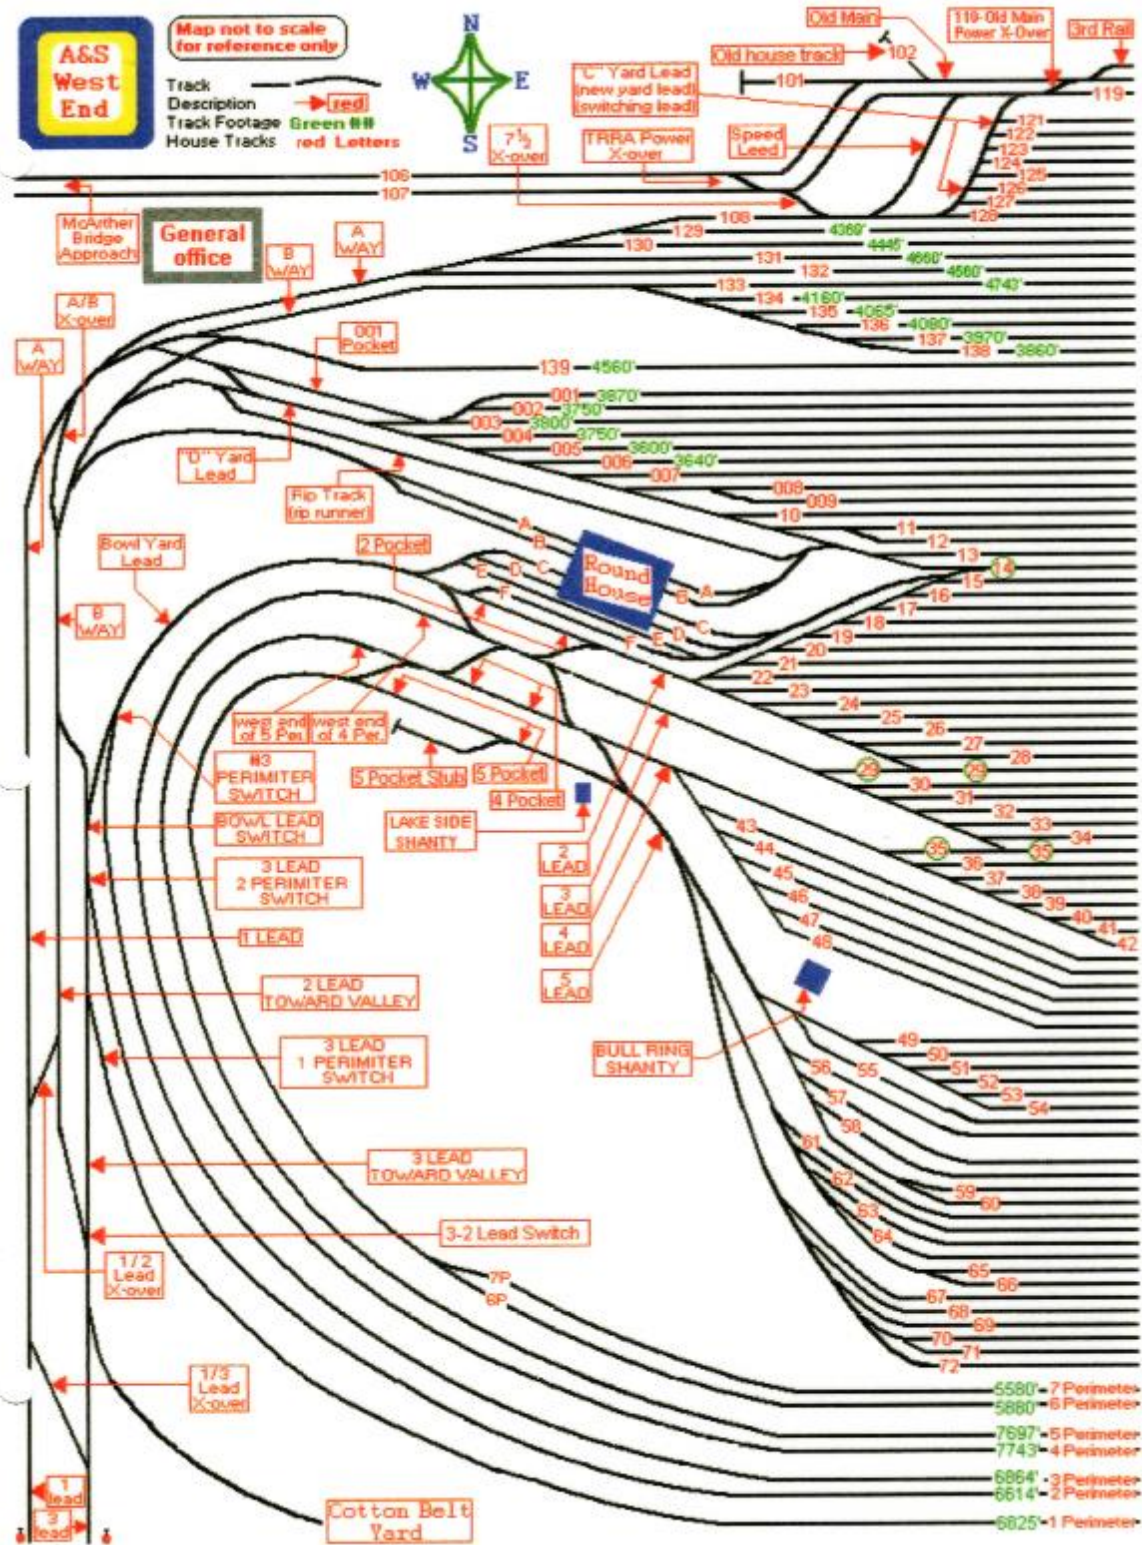 A&S
West
End
Map not to scale
for reference only
Track
Description red
Track Footage Green ##
House Tracks red Letters
N
W E
S
Old Main
119-Old Main
Power X-Over
3rd Rail
Old house track
102
101
119
"C" Yard Lead
(new yard lead)
(switching lead)
7½
X-over
TRRA Power
X-over
Speed
Leed
121
122
123
124
125
126
127
128
106
107
McArther
Bridge
Approach
General
office
B
WAY
A
WAY
108
129 4369'
130 4445'
131 4660'
132 4560'
133 4743'
134 4160'
135 4065'
136 4080'
137 3970'
138 3860'
A/B
X-over
A
WAY
001
Pocket
139 4560'
001 3870'
002 3750'
003 3800'
004 3750'
005 3600'
006 3640'
007
008
009
10
11
12
13
14
15
16
17
18
19
20
21
22
23
24
25
26
27
28
29 29
30
31
32
33
34
35 35
36
37
38
39
40
41
42
"D" Yard
Lead
Rip Track
(rip runner)
A
B
C
D
E
F
Round
House
A
B
C
D
E
F
Bowl Yard
Lead
2 Pocket
B
WAY
west end
of 5 Per.
west end
of 4 Per.
#3
PERIMITER
SWITCH
5 Pocket Stub
5 Pocket
4 Pocket
BOWL LEAD
SWITCH
LAKE SIDE
SHANTY
2
LEAD
3
LEAD
4
LEAD
5
LEAD
43
44
45
46
47
48
3 LEAD
2 PERIMITER
SWITCH
1 LEAD
2 LEAD
TOWARD VALLEY
3 LEAD
1 PERIMITER
SWITCH
BULL RING
SHANTY
49
50
51
52
53
54
55
56
57
58
59
60
61
62
63
64
65
66
67
68
69
70
71
72
3 LEAD
TOWARD VALLEY
3-2 Lead Switch
1/2
Lead
X-over
7P
6P
1/3
Lead
X-over
5580' 7 Perimeter
5880' 6 Perimeter
7697' 5 Perimeter
7743' 4 Perimeter
6864' 3 Perimeter
6614' 2 Perimeter
6825' 1 Perimeter
1
lead
3
lead
Cotton Belt
Yard